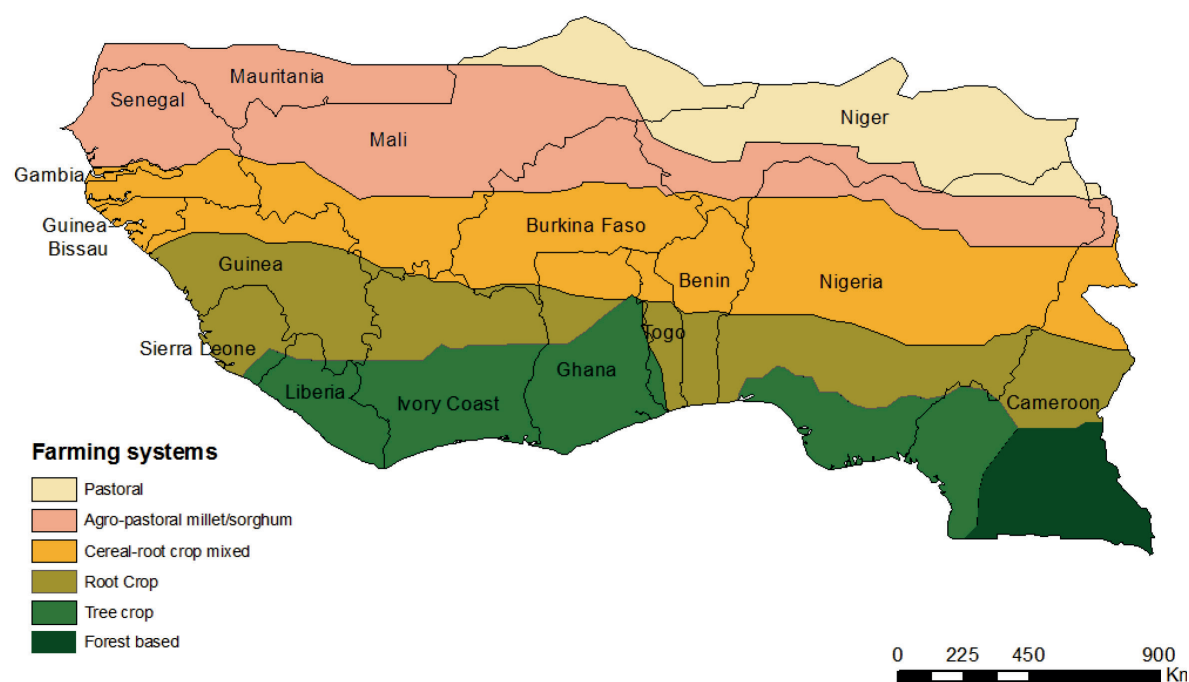 Mauritania
Senegal
Niger
Mali
Gambia
Guinea
Bissau
Burkina Faso
Guinea
Benin
Nigeria
Togo
Sierra Leone
Ghana
Liberia
Ivory Coast
Cameroon
Farming systems
Pastoral
Agro-pastoral millet/sorghum
Cereal-root crop mixed
Root Crop
Tree crop
Forest based
0 225 450 900
Km